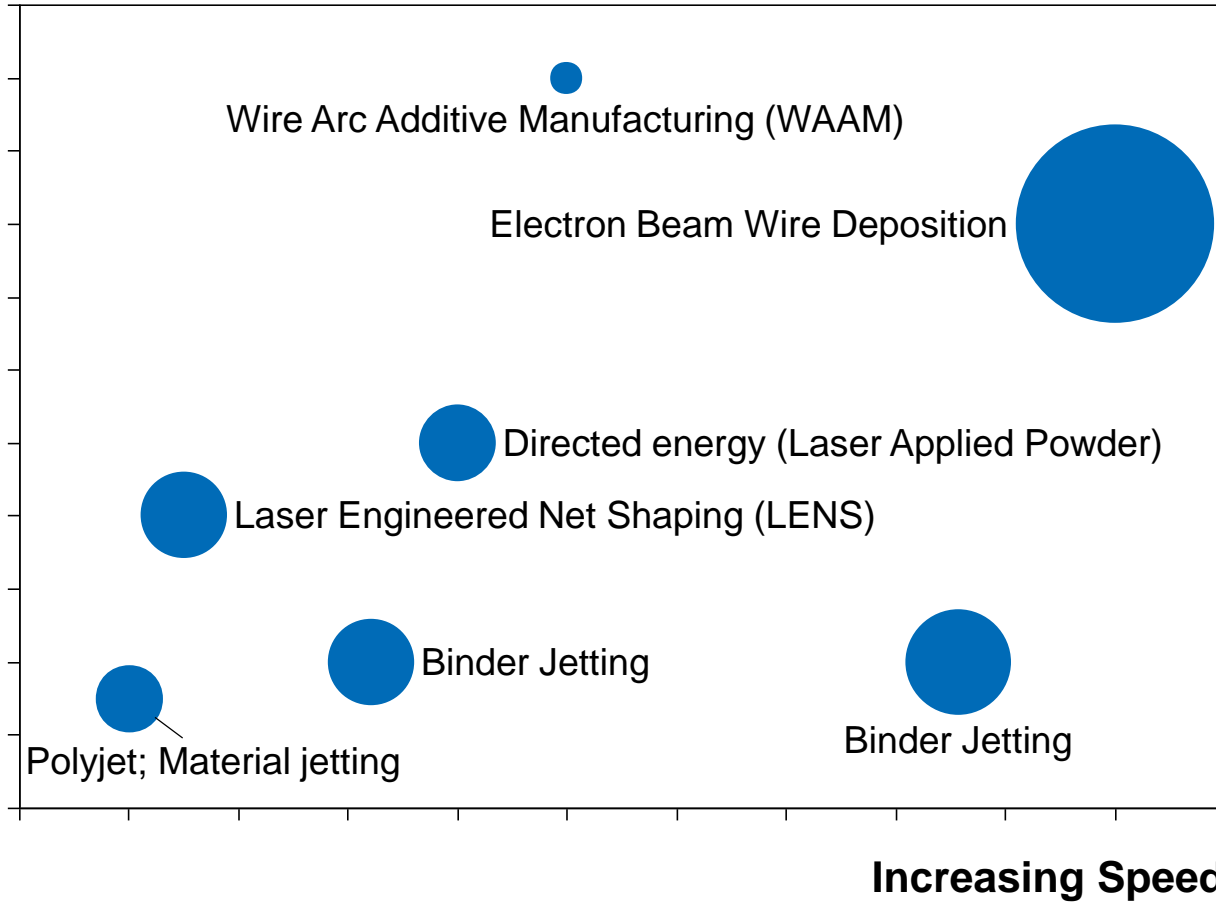 Wire Arc Additive Manufacturing (WAAM)
Electron Beam Wire Deposition
Directed energy (Laser Applied Powder)
Laser Engineered Net Shaping (LENS)
Binder Jetting
Binder Jetting
Polyjet; Material jetting
Increasing Speed